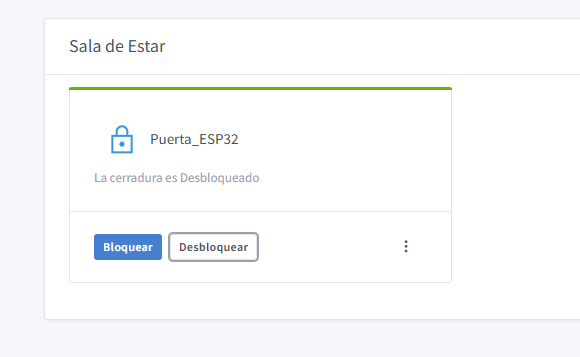 Sala de Estar
Puerta_ESP32
La cerradura es Desbloqueado
Bloquear Desbloquear